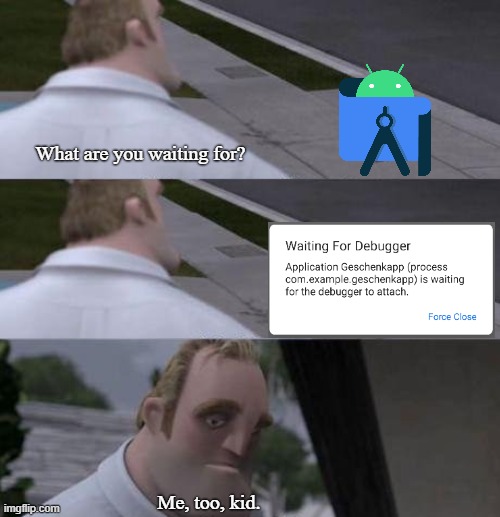 What are you waiting for?
Waiting For Debugger
Application Geschenkapp (process
com.example.geschenkapp) is waiting
for the debugger to attach.
Force Close
Me, too, kid.
imgflip.com